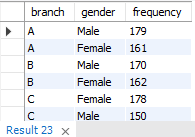 branch gender frequency
A Male 179
A Female 161
B Male 170
B Female 162
C Female 178
C Male 150
Result 23